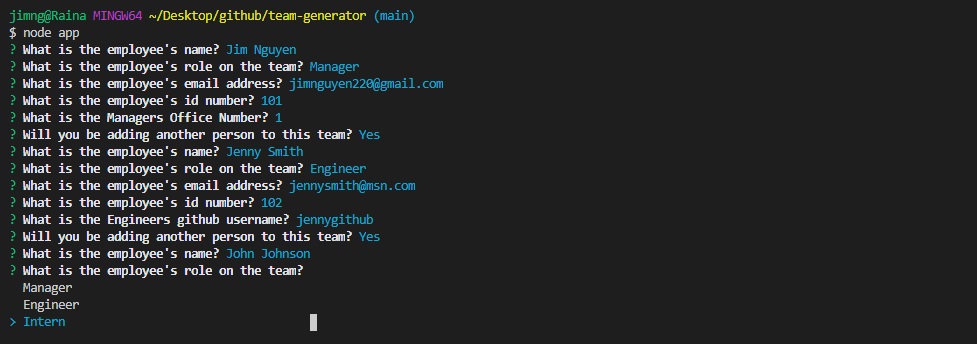 jimng@Raina MINGW64 ~/Desktop/github/team-generator (main)
$ node app
? What is the employee's name? Jim Nguyen
? What is the employee's role on the team? Manager
? What is the employee's email address? jimnguyen220@gmail.com
? What is the employee's id number? 101
? What is the Managers Office Number? 1
? Will you be adding another person to this team? Yes
? What is the employee's name? Jenny Smith
? What is the employee's role on the team? Engineer
? What is the employee's email address? jennysmith@msn.com
? What is the employee's id number? 102
? What is the Engineers github username? jennygithub
? Will you be adding another person to this team? Yes
? What is the employee's name? John Johnson
? What is the employee's role on the team?
Manager
Engineer
> Intern